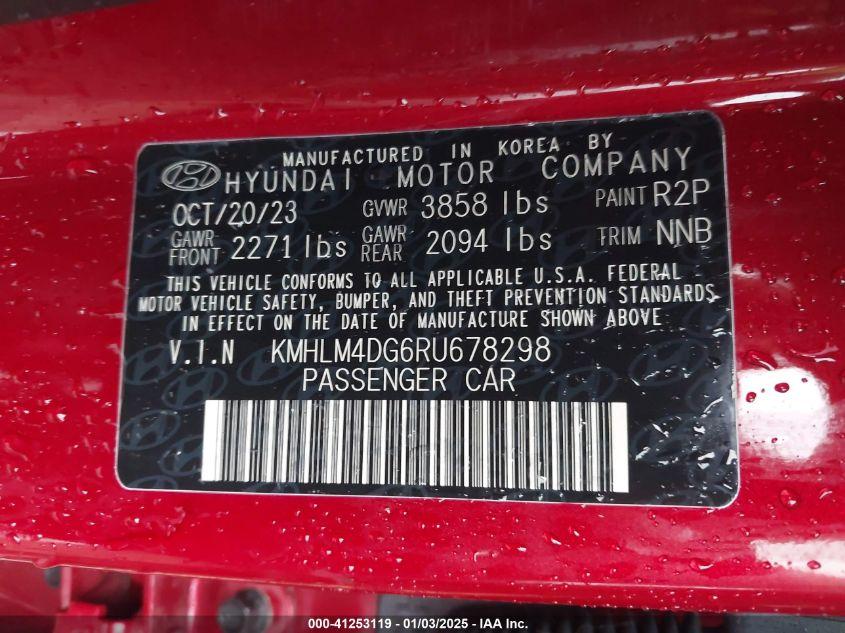 MANUFACTURED IN KOREA BY
HYUNDAI MOTOR COMPANY
OCT/20/23 GVWR 3858 lbs PAINT R2P
GAWR FRONT 2271 lbs GAWR REAR 2094 lbs TRIM NNB
THIS VEHICLE CONFORMS TO ALL APPLICABLE U.S.A. FEDERAL
MOTOR VEHICLE SAFETY, BUMPER, AND THEFT PREVENTION STANDARDS
IN EFFECT ON THE DATE OF MANUFACTURE SHOWN ABOVE
V.I.N KMHLM4DG6RU678298
PASSENGER CAR
000-41253119 - 01/03/2025 - IAA Inc.